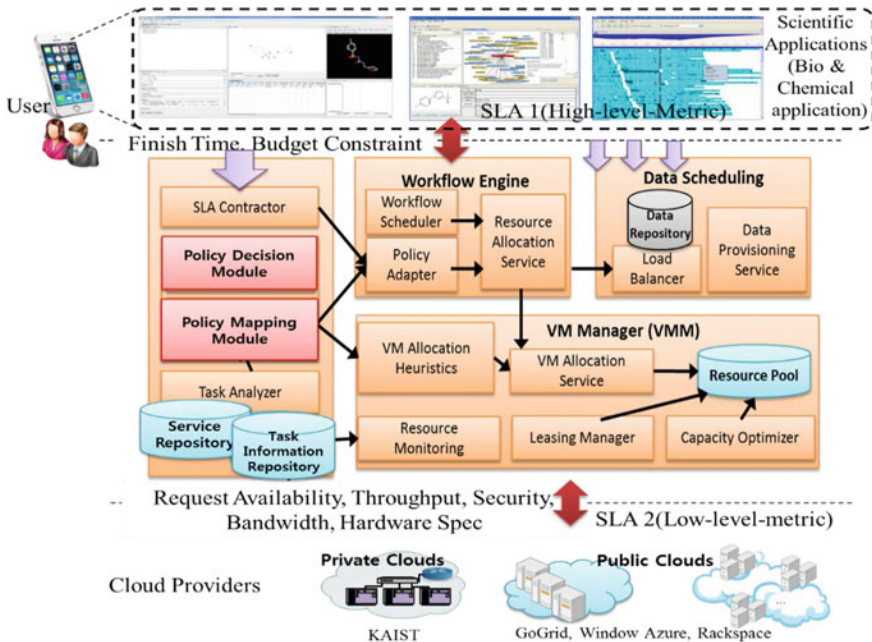 Scientific
Applications
(Bio &
Chemical
application)
User
SLA 1(High-level-Metric)
Finish Time, Budget Constraint
SLA Contractor
Policy Decision
Module
Policy Mapping
Module
Task Analyzer
Service
Repository
Task
Information
Repository
Workflow Engine
Workflow
Scheduler
Policy
Adapter
Resource
Allocation
Service
Data Scheduling
Data
Repository
Load
Balancer
Data
Provisioning
Service
VM Manager (VMM)
VM Allocation
Heuristics
VM Allocation
Service
Resource Pool
Resource
Monitoring
Leasing Manager
Capacity Optimizer
Request Availability, Throughput, Security,
Bandwidth, Hardware Spec
SLA 2(Low-level-metric)
Cloud Providers
Private Clouds
KAIST
Public Clouds
GoGrid, Window Azure, Rackspace